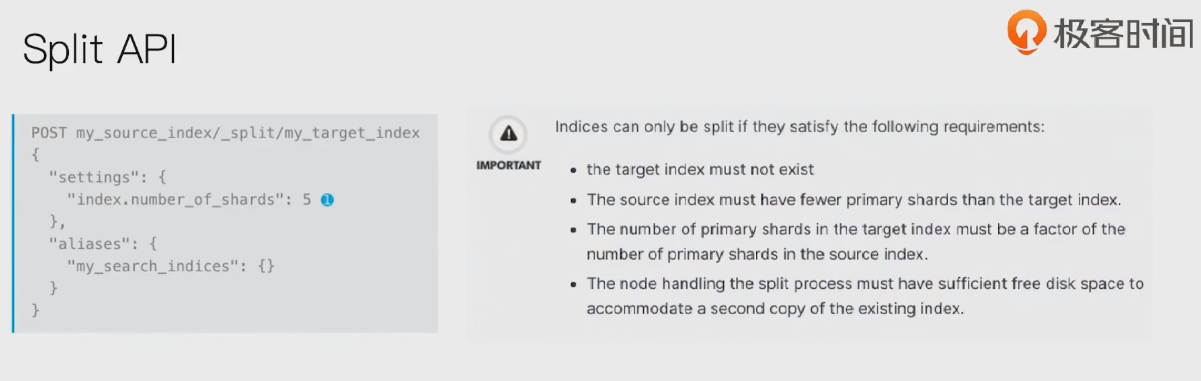 Split API
极客时间
POST my_source_index/_split/my_target_index
{
  "settings": {
    "index.number_of_shards": 5 1
  },
  "aliases": {
    "my_search_indices": {}
  }
}
IMPORTANT
Indices can only be split if they satisfy the following requirements:
• the target index must not exist
• The source index must have fewer primary shards than the target index.
• The number of primary shards in the target index must be a factor of the
number of primary shards in the source index.
• The node handling the split process must have sufficient free disk space to
accommodate a second copy of the existing index.